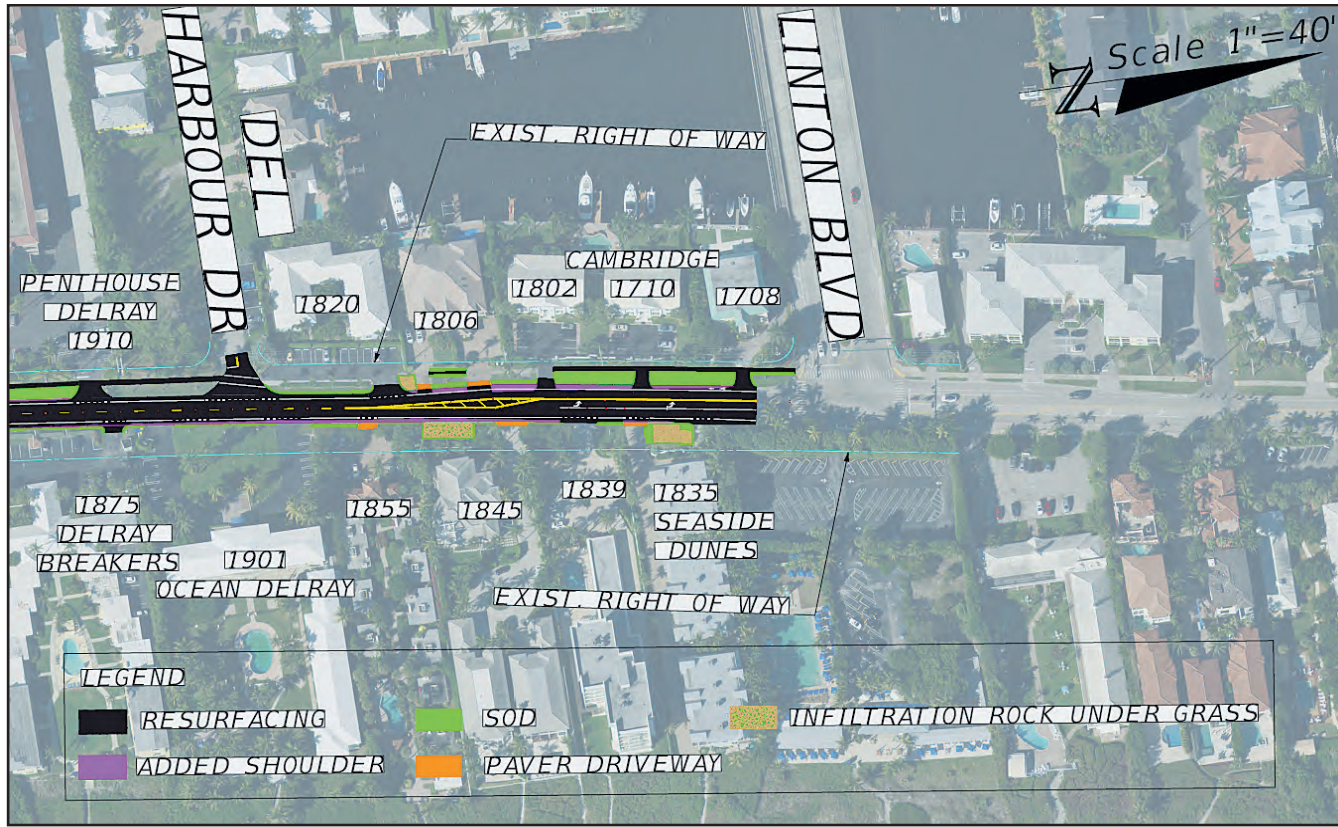 HARBOUR DR
DEL
LINTON BLVD
Scale 1"=40'
N
EXIST. RIGHT OF WAY
PENTHOUSE
DELRAY
1910
1820
1806
CAMBRIDGE
1802
1710
1708
1875
DELRAY
BREAKERS
1901
OCEAN DELRAY
1855
1845
1839
1835
SEASIDE
DUNES
EXIST. RIGHT OF WAY
LEGEND
RESURFACING
SOD
INFILTRATION ROCK UNDER GRASS
ADDED SHOULDER
PAVER DRIVEWAY